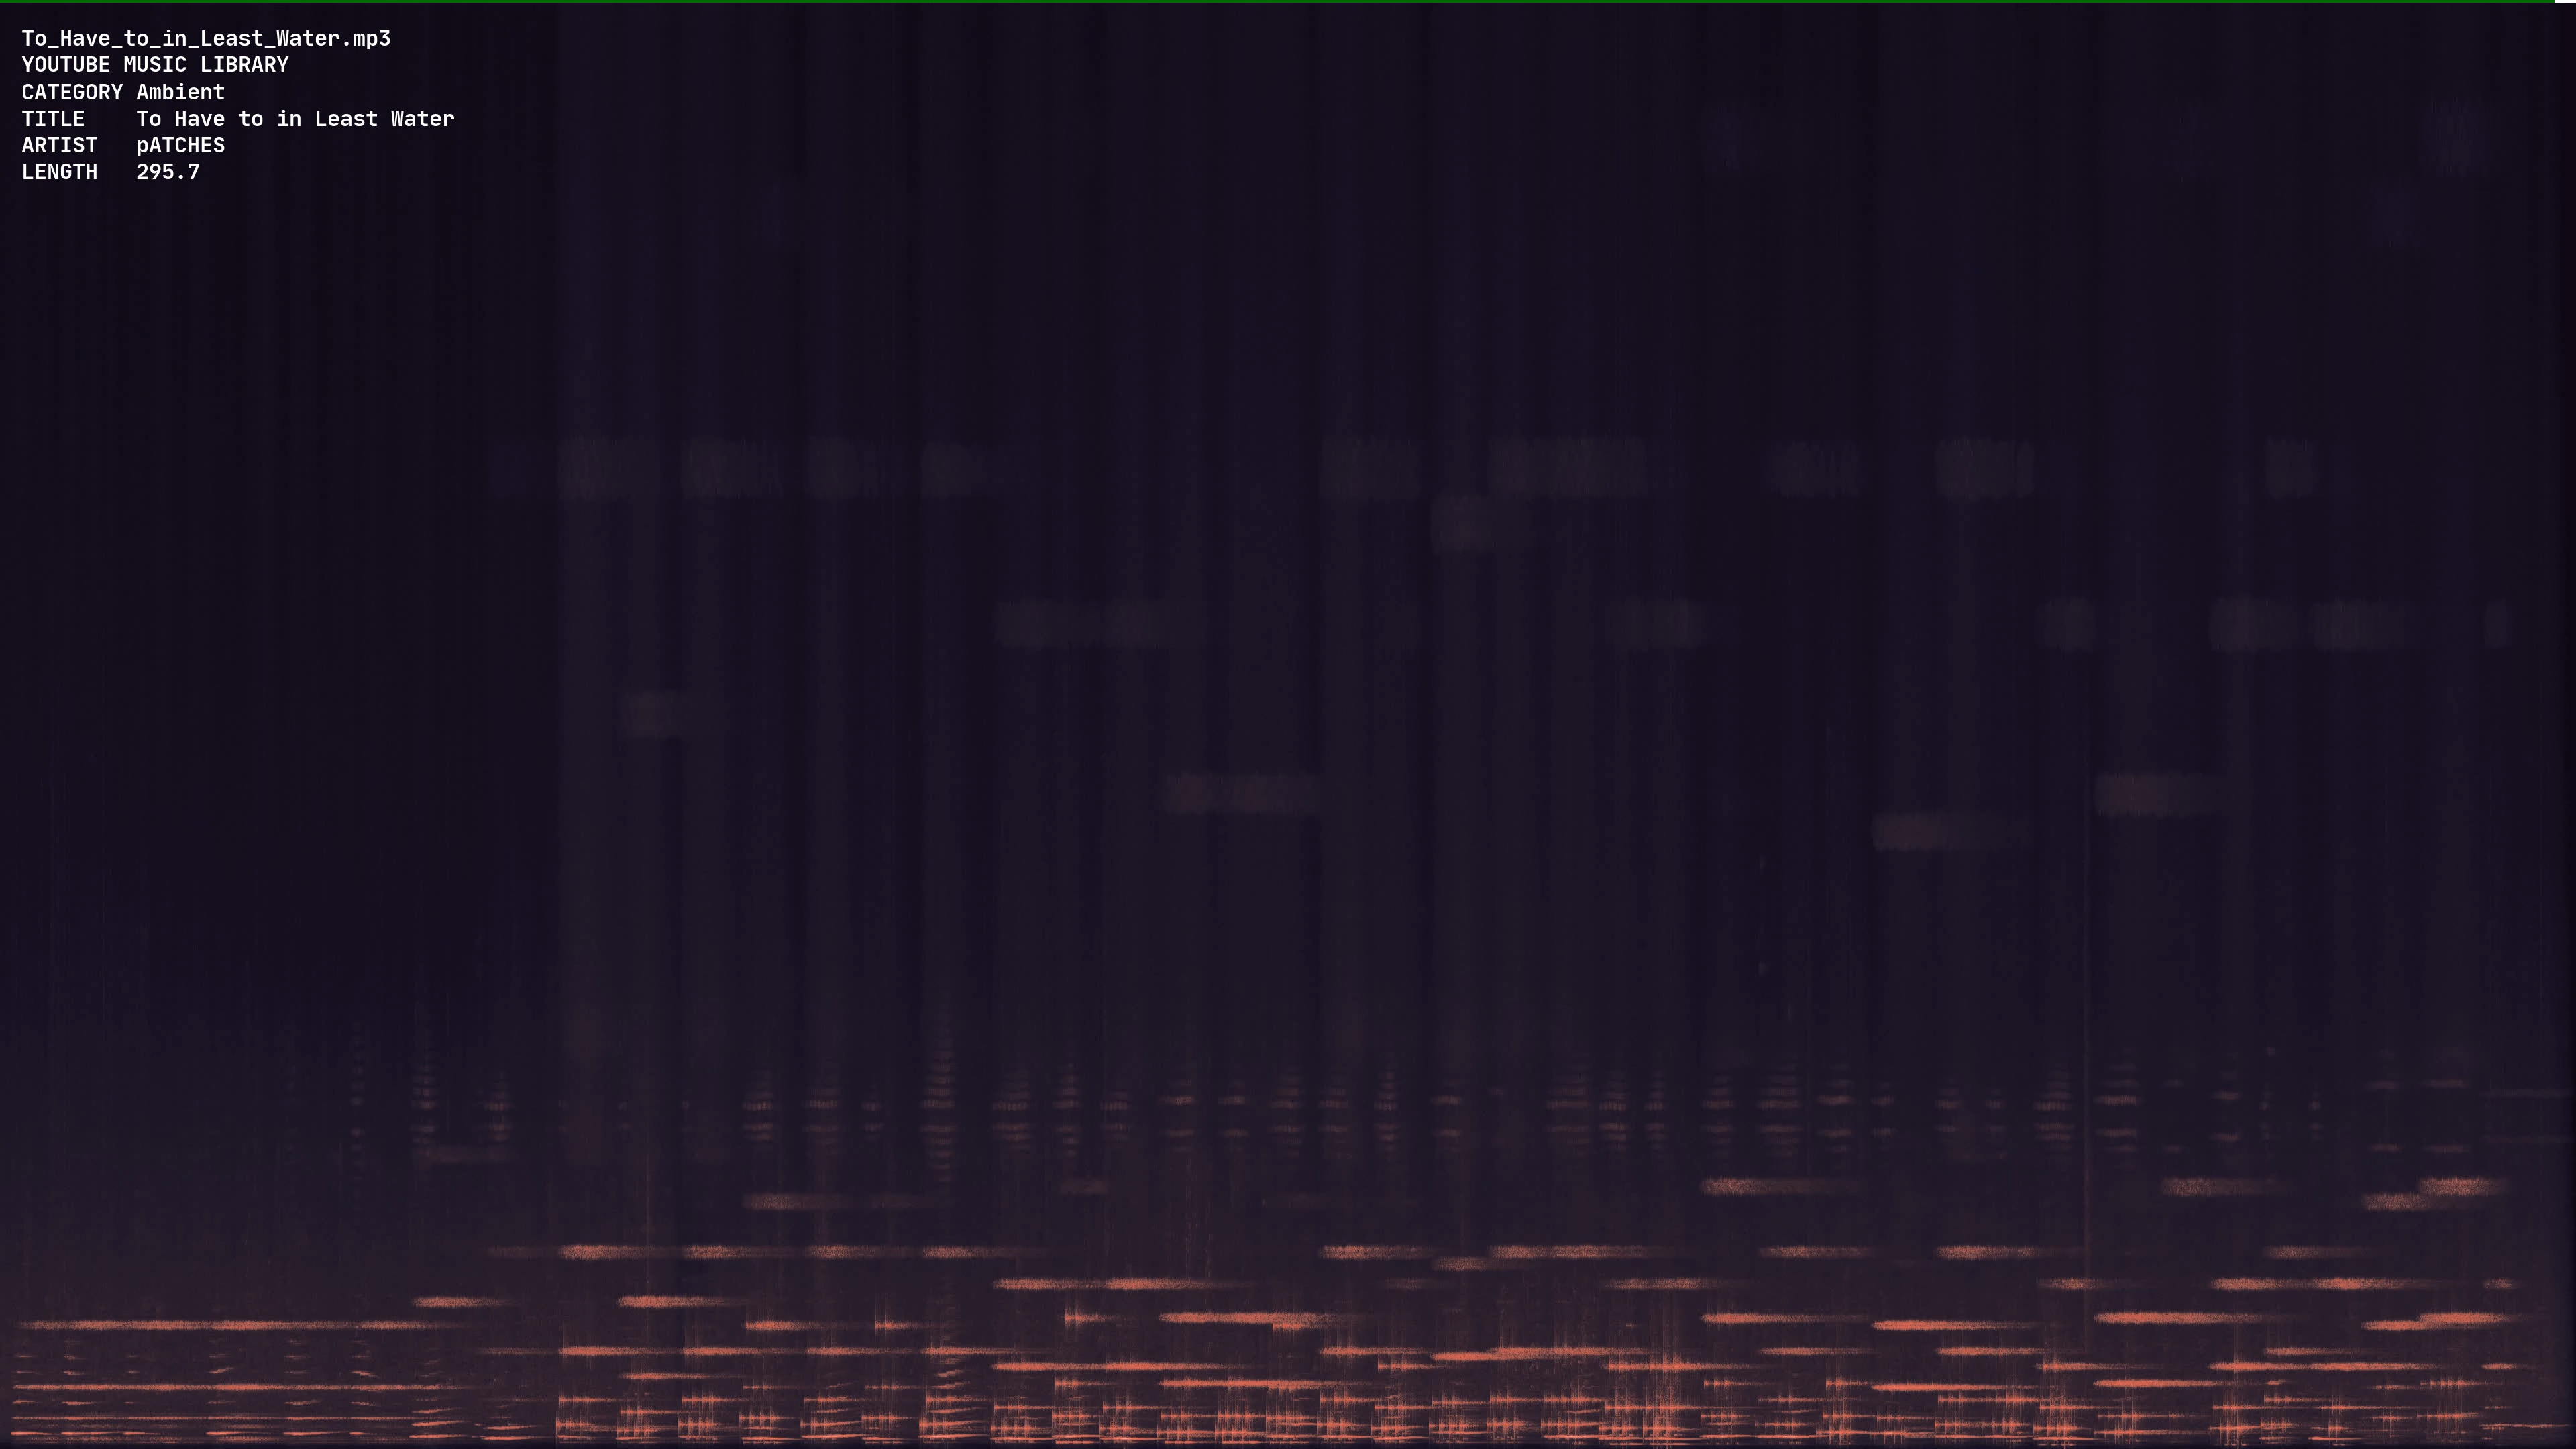 To_Have_to_in_Least_Water.mp3
YOUTUBE MUSIC LIBRARY
CATEGORY Ambient
TITLE To Have to in Least Water
ARTIST pATCHES
LENGTH 295.7